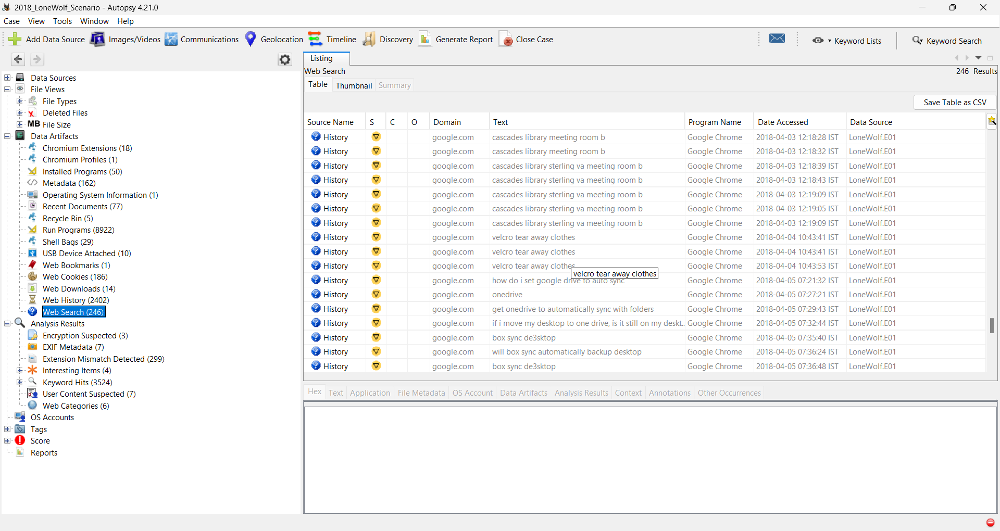 2018_LoneWolf_Scenario - Autopsy 4.21.0
Case View Tools Window Help
Add Data Source Images/Videos Communications Geolocation Timeline Discovery Generate Report Close Case Keyword Lists Keyword Search
Data Sources
File Views
File Types
Deleted Files
MB File Size
Data Artifacts
Chromium Extensions (18)
Chromium Profiles (1)
Installed Programs (50)
Metadata (162)
Operating System Information (1)
Recent Documents (77)
Recycle Bin (5)
Run Programs (8922)
Shell Bags (29)
USB Device Attached (10)
Web Bookmarks (1)
Web Cookies (186)
Web Downloads (14)
Web History (2402)
Web Search (246)
Analysis Results
Encryption Suspected (3)
EXIF Metadata (7)
Extension Mismatch Detected (299)
Interesting Items (4)
Keyword Hits (3524)
User Content Suspected (7)
Web Categories (6)
OS Accounts
Tags
Score
Reports
Listing
Web Search 246 Results
Table Thumbnail Summary
Save Table as CSV
Source Name S C O Domain Text Program Name Date Accessed Data Source
History google.com cascades library meeting room b Google Chrome 2018-04-03 12:18:28 IST LoneWolf.E01
History google.com cascades library meeting room b Google Chrome 2018-04-03 12:18:32 IST LoneWolf.E01
History google.com cascades library sterling va meeting room b Google Chrome 2018-04-03 12:18:39 IST LoneWolf.E01
History google.com cascades library sterling va meeting room b Google Chrome 2018-04-03 12:18:43 IST LoneWolf.E01
History google.com cascades library sterling va meeting room b Google Chrome 2018-04-03 12:19:09 IST LoneWolf.E01
History google.com cascades library sterling va meeting room b Google Chrome 2018-04-03 12:19:05 IST LoneWolf.E01
History google.com cascades library sterling va meeting room b Google Chrome 2018-04-03 12:19:09 IST LoneWolf.E01
History google.com velcro tear away clothes Google Chrome 2018-04-04 10:43:41 IST LoneWolf.E01
History google.com velcro tear away clothes Google Chrome 2018-04-04 10:43:41 IST LoneWolf.E01
History google.com velcro tear away clothes Google Chrome 2018-04-04 10:43:53 IST LoneWolf.E01
velcro tear away clothes
History google.com how do i set google drive to auto sync Google Chrome 2018-04-05 07:21:32 IST LoneWolf.E01
History google.com onedrive Google Chrome 2018-04-05 07:27:21 IST LoneWolf.E01
History google.com get onedrive to automatically sync with folders Google Chrome 2018-04-05 07:29:43 IST LoneWolf.E01
History google.com if i move my desktop to one drive, is it still on my deskt... Google Chrome 2018-04-05 07:32:44 IST LoneWolf.E01
History google.com box sync de3sktop Google Chrome 2018-04-05 07:35:40 IST LoneWolf.E01
History google.com will box sync automatically backup desktop Google Chrome 2018-04-05 07:36:24 IST LoneWolf.E01
History google.com box sync de3sktop Google Chrome 2018-04-05 07:36:48 IST LoneWolf.E01
Hex Text Application File Metadata OS Account Data Artifacts Analysis Results Context Annotations Other Occurrences